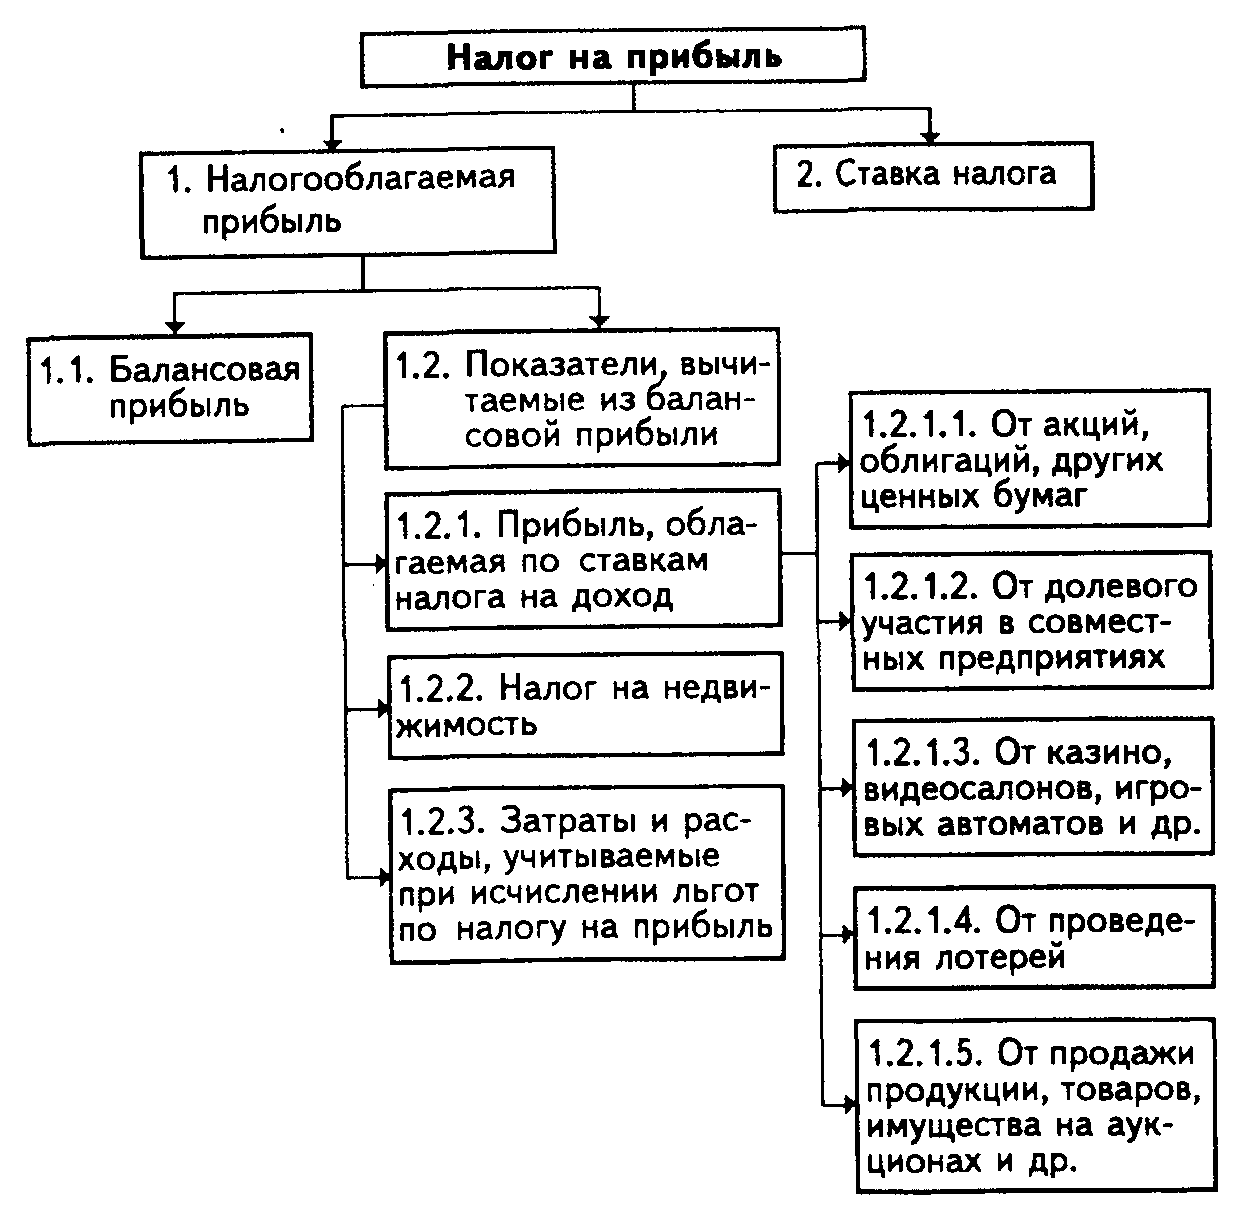 Налог на прибыль
1. Налогооблагаемая
прибыль
2. Ставка налога
1.1. Балансовая
прибыль
1.2. Показатели, вычи-
таемые из балан-
совой прибыли
1.2.1. Прибыль, обла-
гаемая по ставкам
налога на доход
1.2.2. Налог на недви-
жимость
1.2.3. Затраты и рас-
ходы, учитываемые
при исчислении льгот
по налогу на прибыль
1.2.1.1. От акций,
облигаций, других
ценных бумаг
1.2.1.2. От долевого
участия в совмест-
ных предприятиях
1.2.1.3. От казино,
видеосалонов, игро-
вых автоматов и др.
1.2.1.4. От проведе-
ния лотерей
1.2.1.5. От продажи
продукции, товаров,
имущества на аук-
ционах и др.